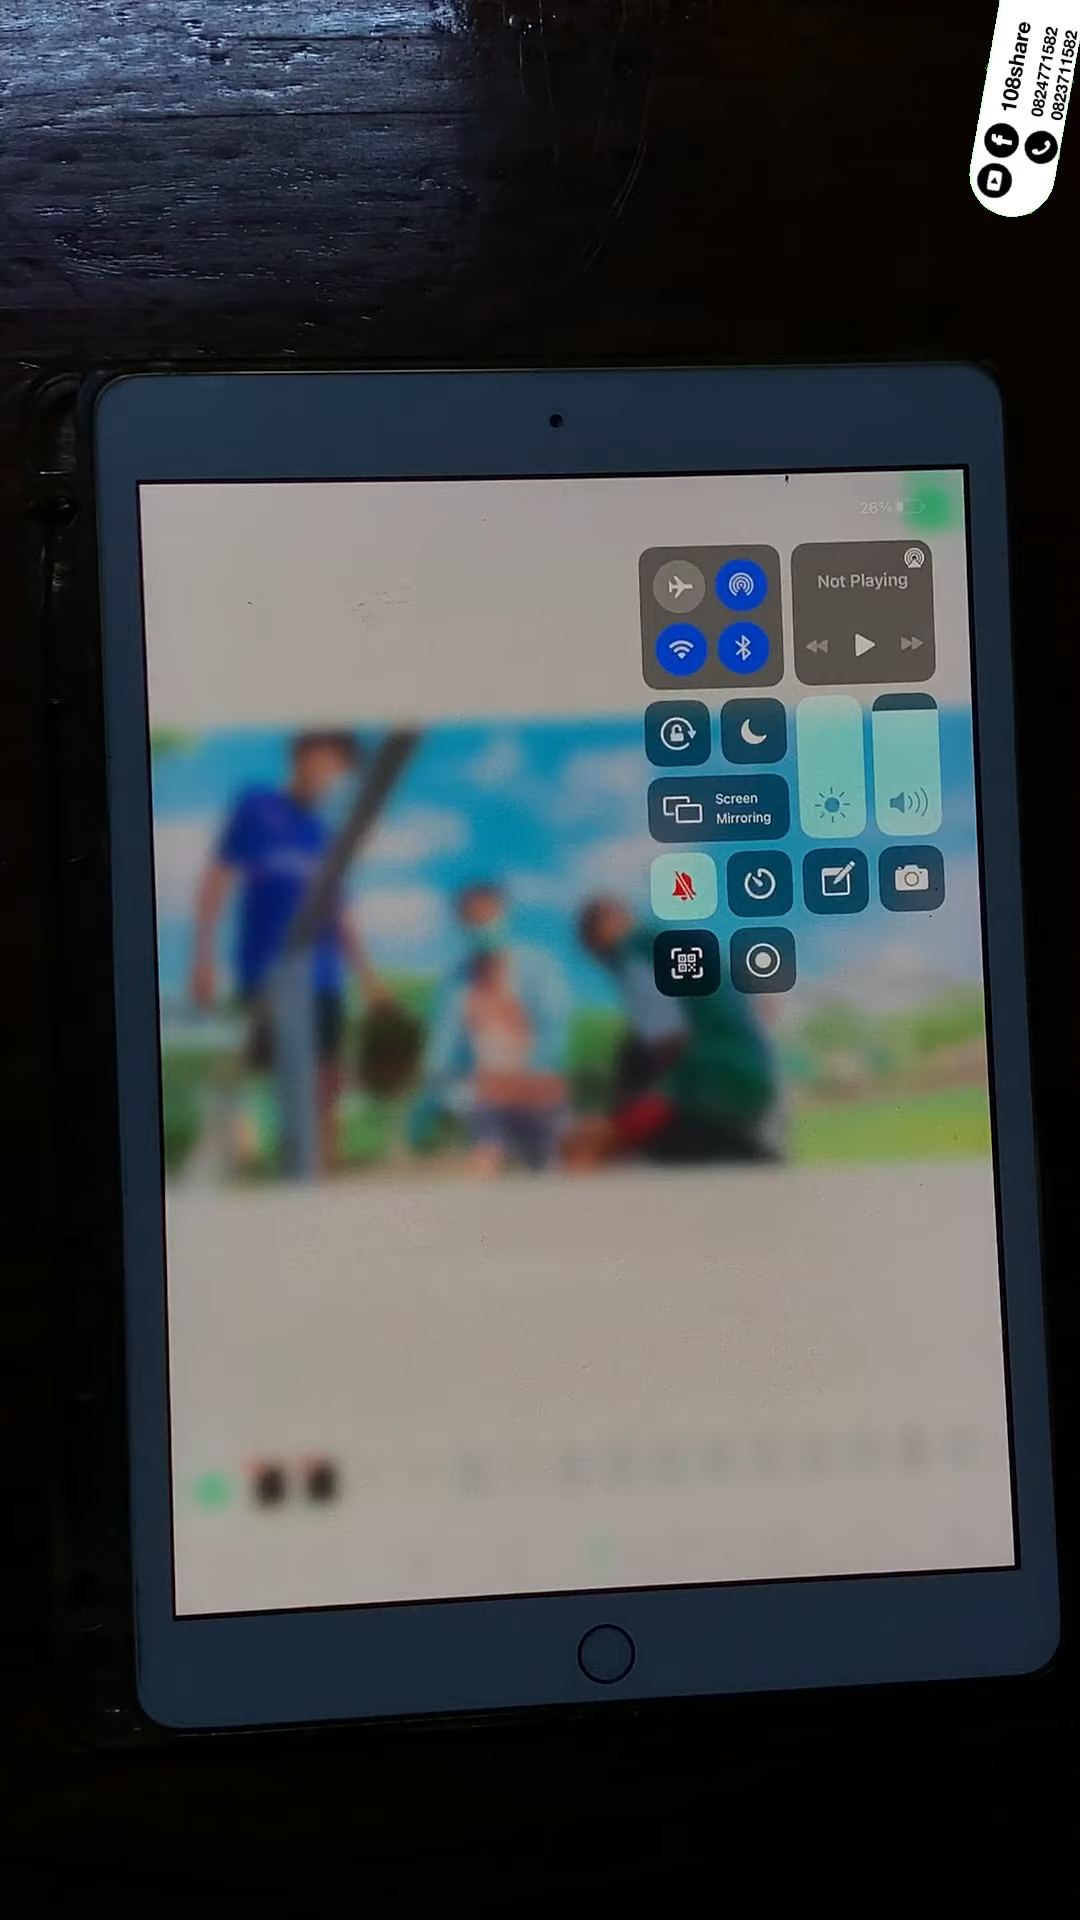 108share
0824771582
0823711582
26%
Not Playing
Screen
Mirroring